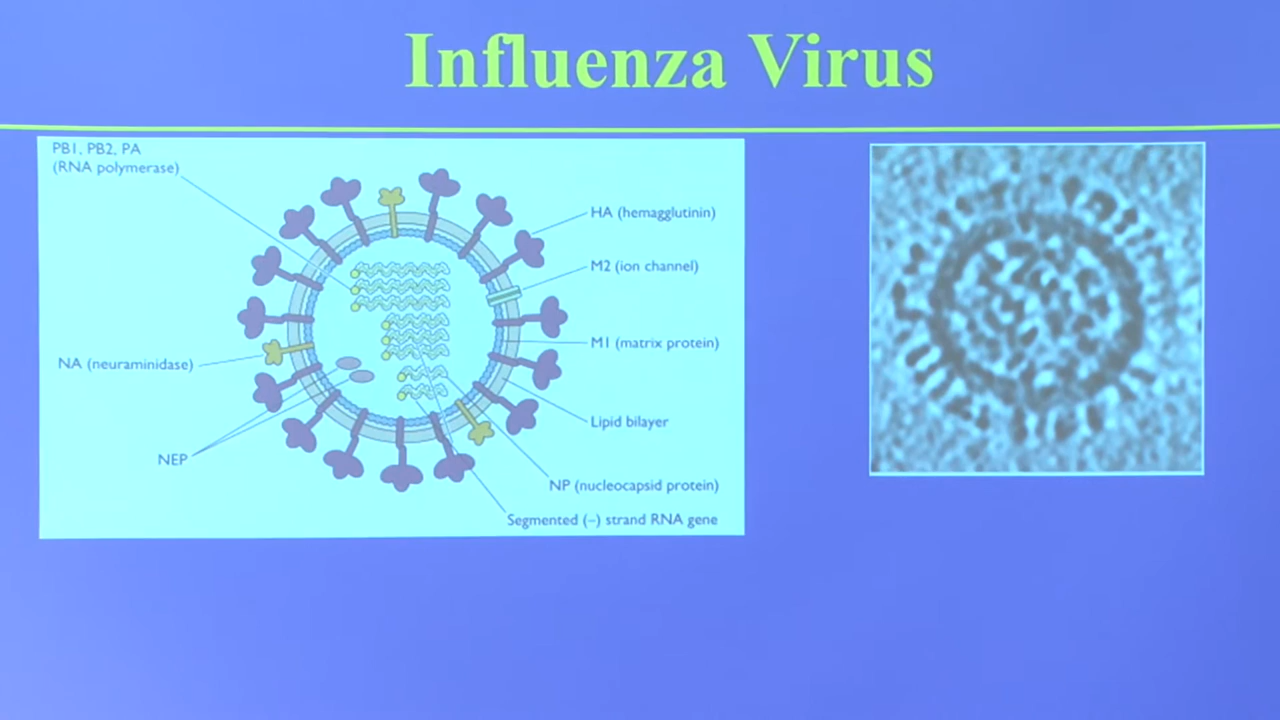 Influenza Virus
PB1, PB2, PA
(RNA polymerase)
HA (hemagglutinin)
M2 (ion channel)
M1 (matrix protein)
NA (neuraminidase)
Lipid bilayer
NEP
NP (nucleocapsid protein)
Segmented (–) strand RNA gene